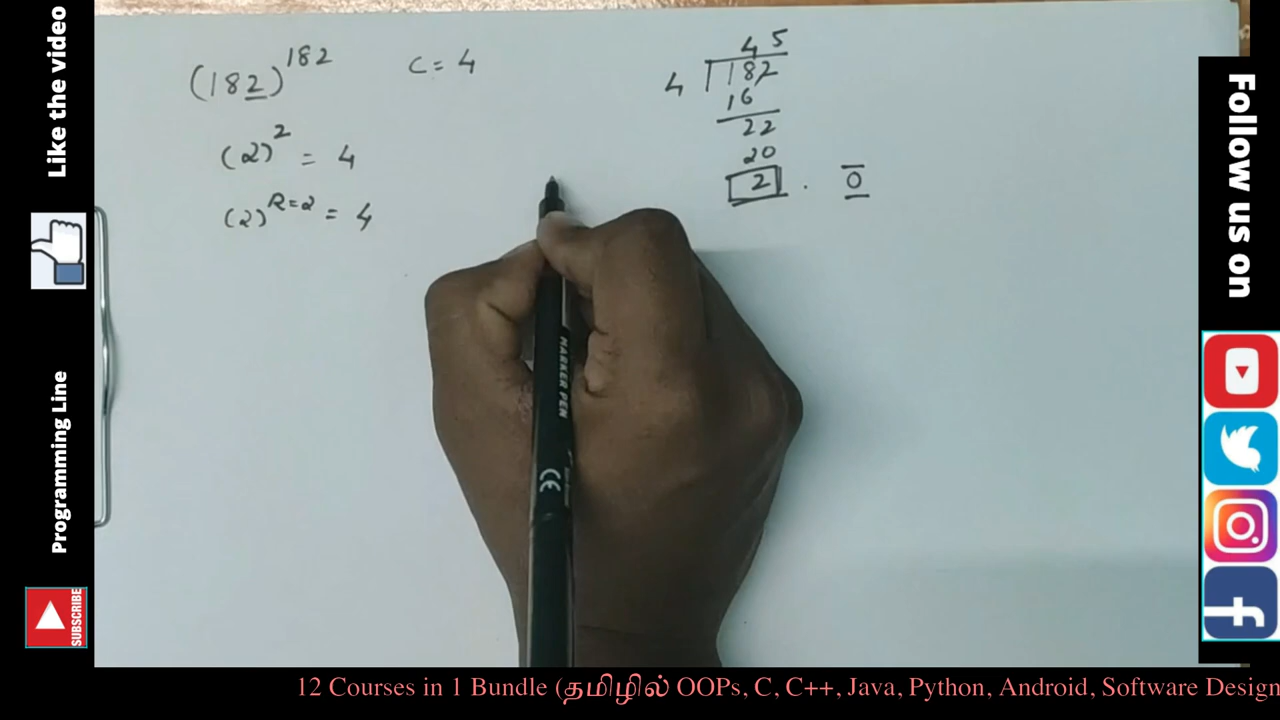 Like the video
Programming Line
SUBSCRIBE
(182)^182 C = 4
(2)^2 = 4
(2)^R=2 = 4
45
4 182
16
22
20
2 . 0
MARKER PEN
CE
Follow us on
12 Courses in 1 Bundle (தமிழில் OOPs, C, C++, Java, Python, Android, Software Design